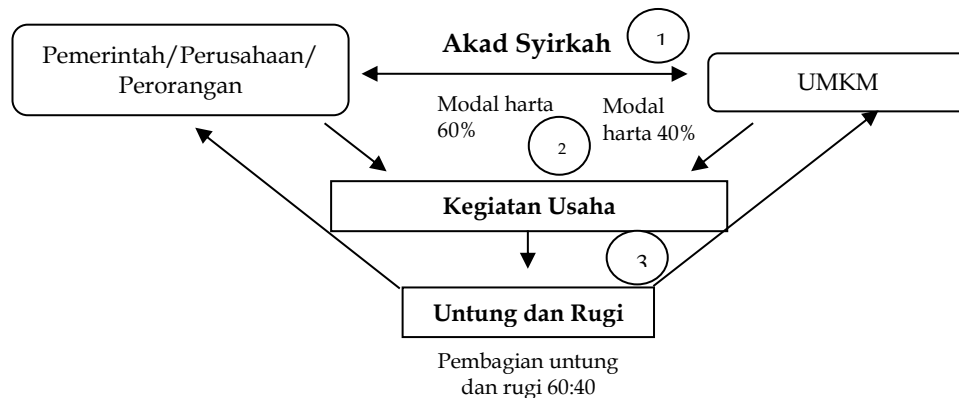 Pemerintah/Perusahaan/
Perorangan
Akad Syirkah
1
UMKM
Modal harta
60%
Modal
harta 40%
2
Kegiatan Usaha
3
Untung dan Rugi
Pembagian untung
dan rugi 60:40